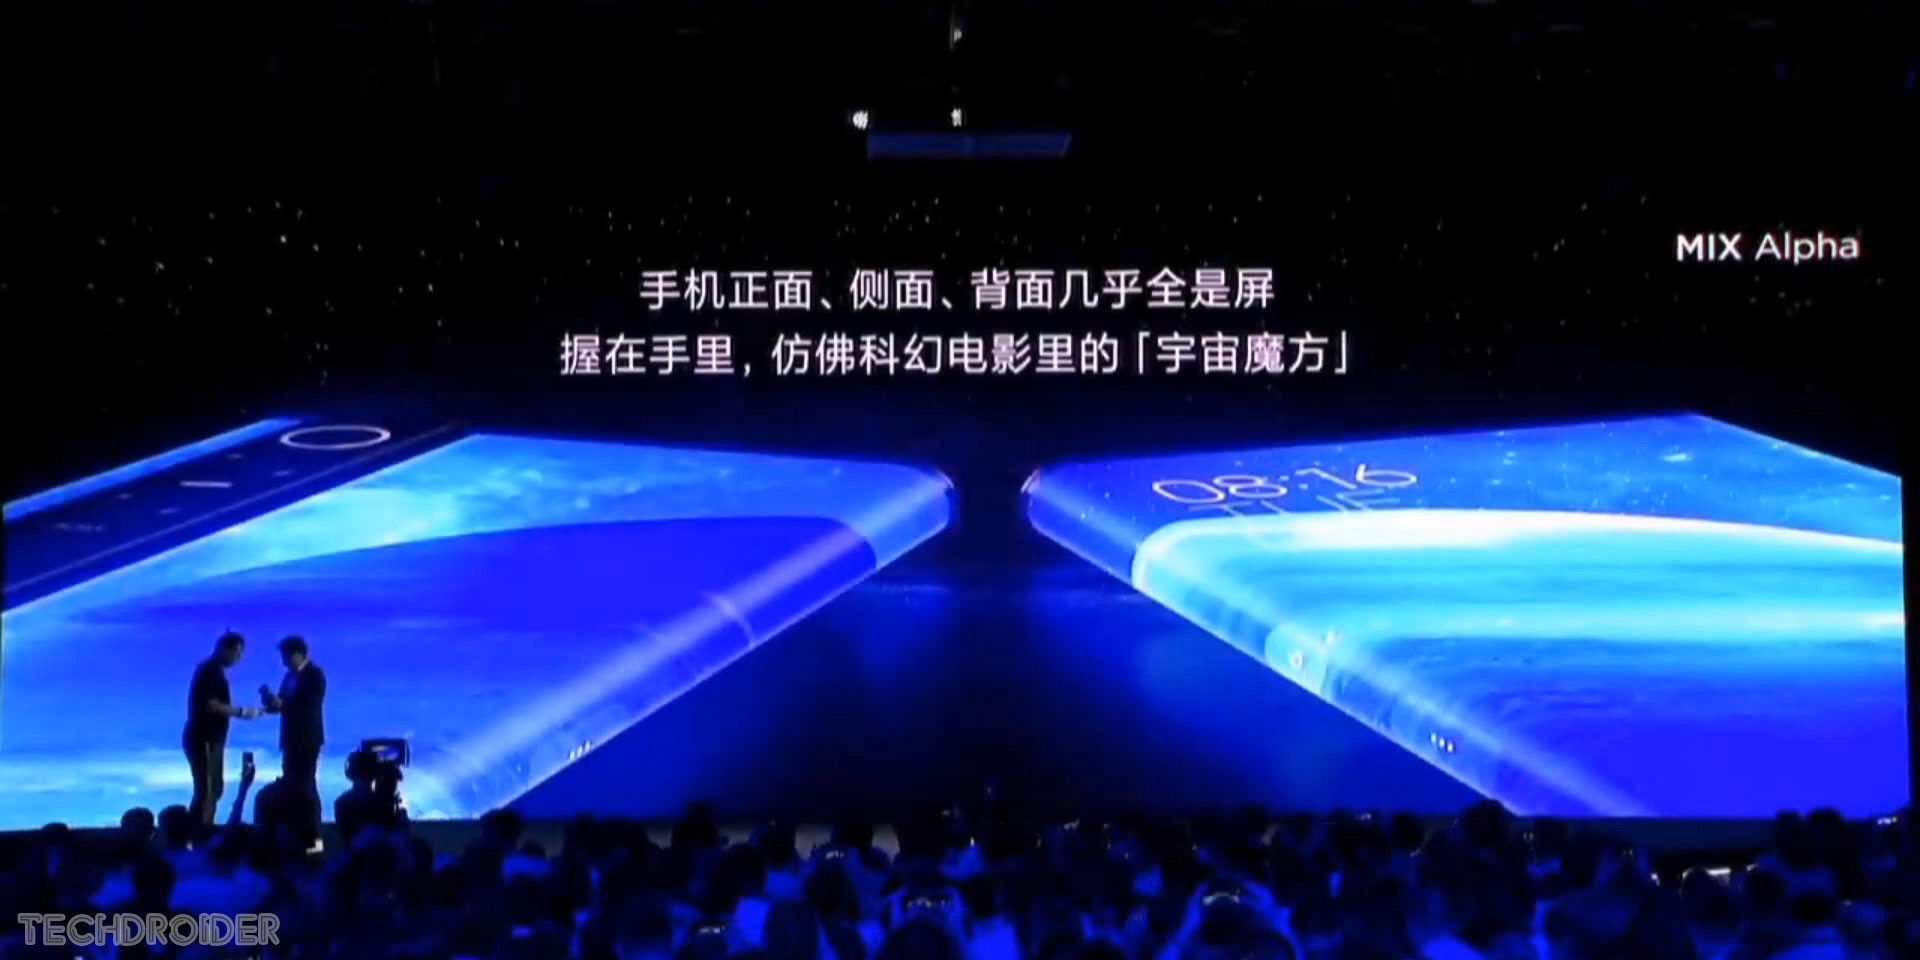 MIX Alpha
手机正面、侧面、背面几乎全是屏
握在手里，仿佛科幻电影里的「宇宙魔方」
08:16
TUE
TECHDROIDER